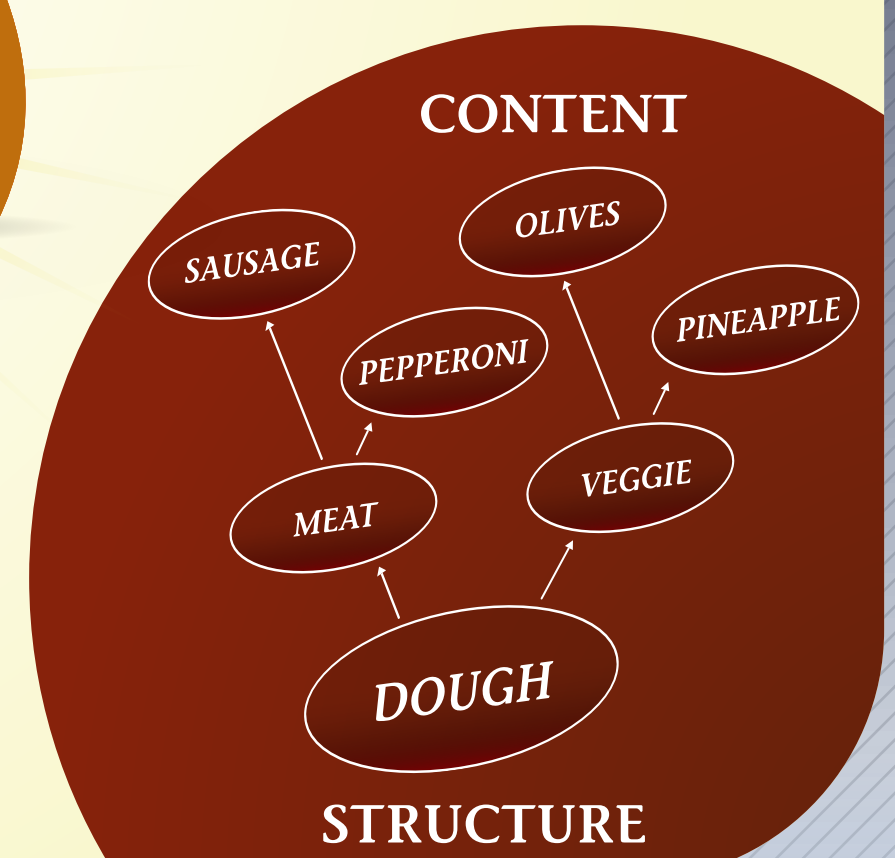 CONTENT
OLIVES
SAUSAGE
PINEAPPLE
PEPPERONI
VEGGIE
MEAT
DOUGH
STRUCTURE